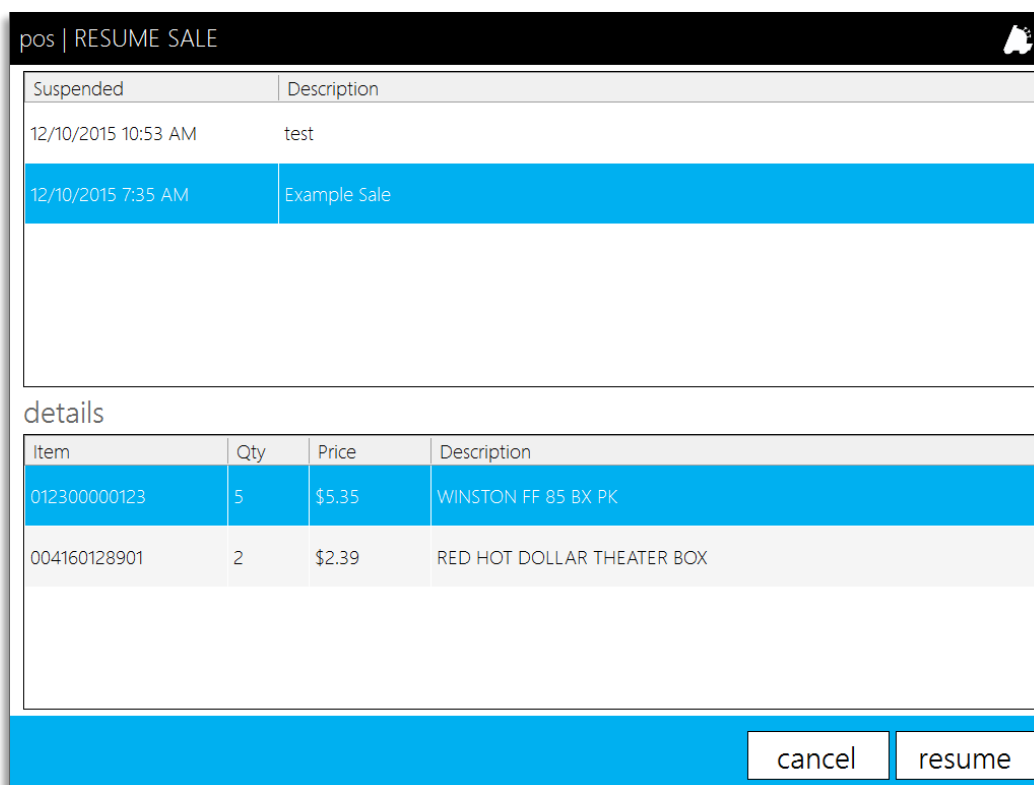 pos | RESUME SALE
Suspended Description
12/10/2015 10:53 AM test
12/10/2015 7:35 AM Example Sale
details
Item Qty Price Description
012300000123 5 $5.35 WINSTON FF 85 BX PK
004160128901 2 $2.39 RED HOT DOLLAR THEATER BOX
cancel resume